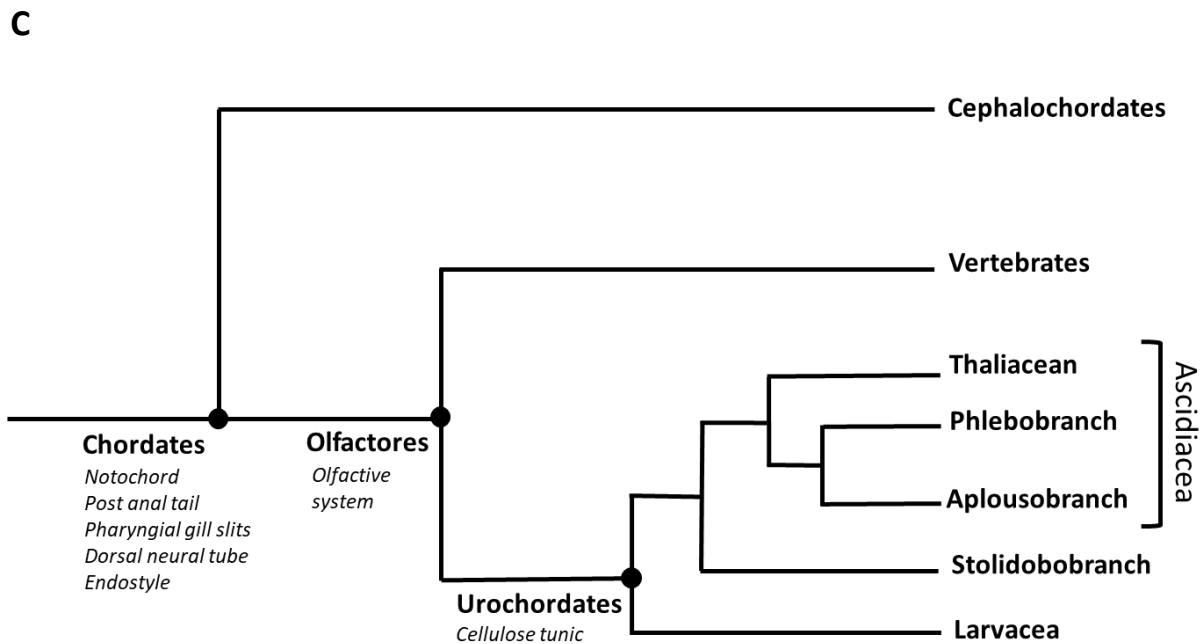 C
Cephalochordates
Vertebrates
Thaliacean
Phlebobranch
Aplousobranch
Ascidiacea
Stolidobobranch
Larvacea
Chordates
Notochord
Post anal tail
Pharyngial gill slits
Dorsal neural tube
Endostyle
Olfactores
Olfactive
system
Urochordates
Cellulose tunic